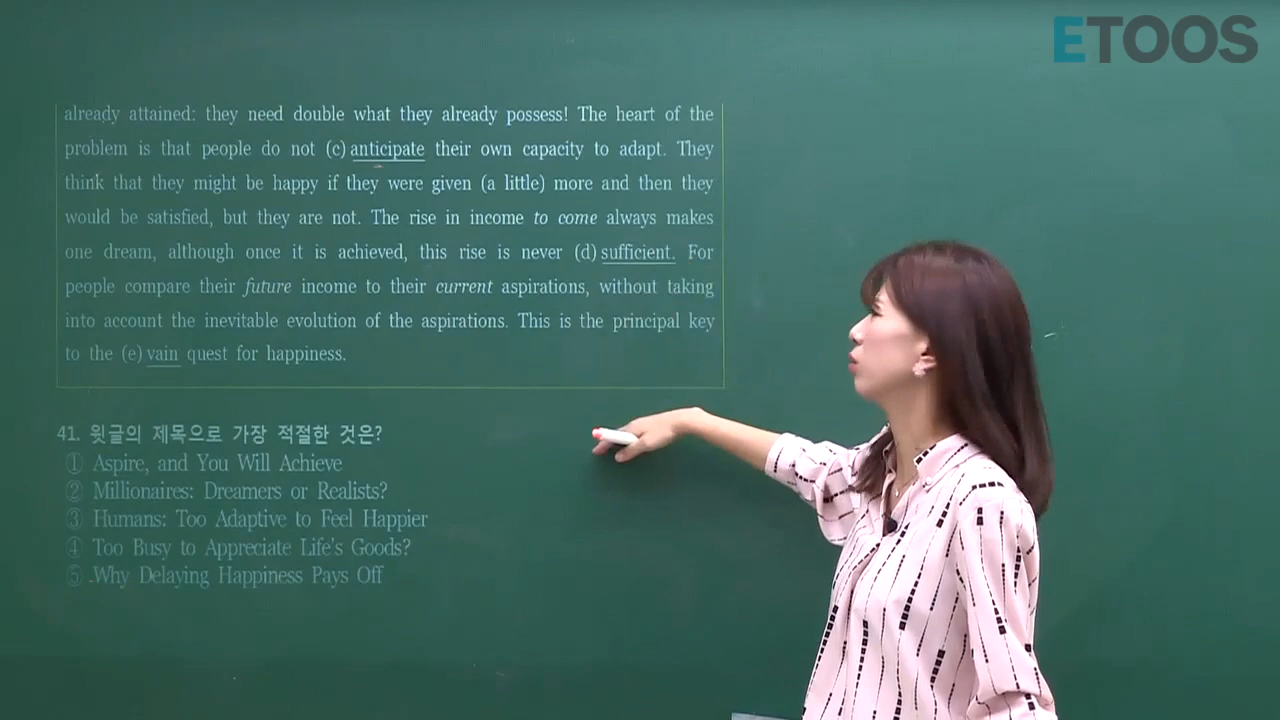 ETOOS
already attained: they need double what they already possess! The heart of the
problem is that people do not (c) anticipate their own capacity to adapt. They
think that they might be happy if they were given (a little) more and then they
would be satisfied, but they are not. The rise in income to come always makes
one dream, although once it is achieved, this rise is never (d) sufficient. For
people compare their future income to their current aspirations, without taking
into account the inevitable evolution of the aspirations. This is the principal key
to the (e) vain quest for happiness.
41. 윗글의 제목으로 가장 적절한 것은?
① Aspire, and You Will Achieve
② Millionaires: Dreamers or Realists?
③ Humans: Too Adaptive to Feel Happier
④ Too Busy to Appreciate Life's Goods?
⑤ Why Delaying Happiness Pays Off